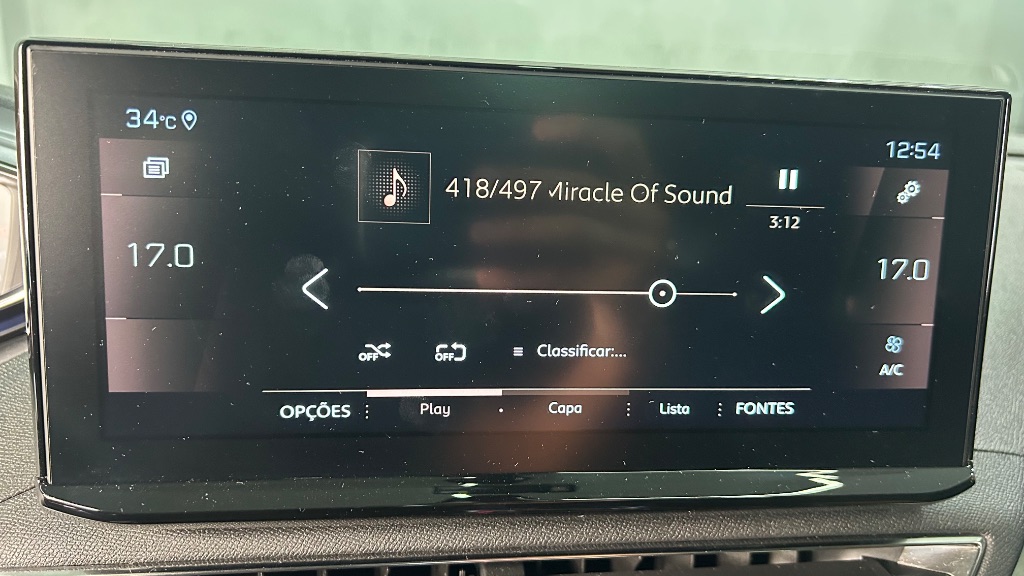 34°C
12:54
418/497 Miracle Of Sound
3:12
17.0
17.0
OFF
OFF
Classificar:...
A/C
OPÇÕES
Play
Capa
Lista
FONTES